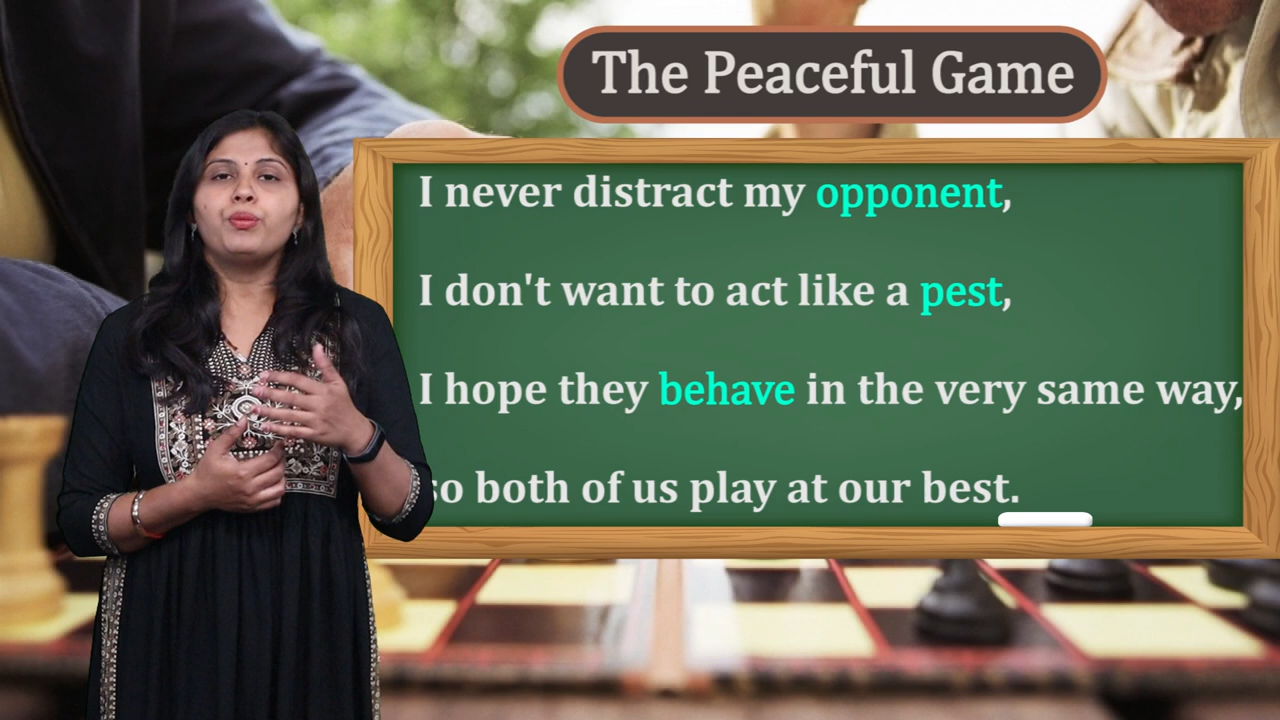 The Peaceful Game
I never distract my opponent,
I don't want to act like a pest,
I hope they behave in the very same way,
so both of us play at our best.